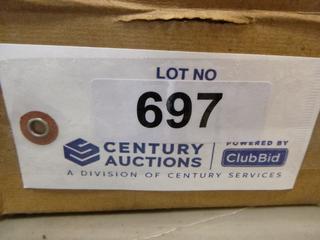 LOT NO
697
CENTURY AUCTIONS POWERED BY ClubBid
A DIVISION OF CENTURY SERVICES